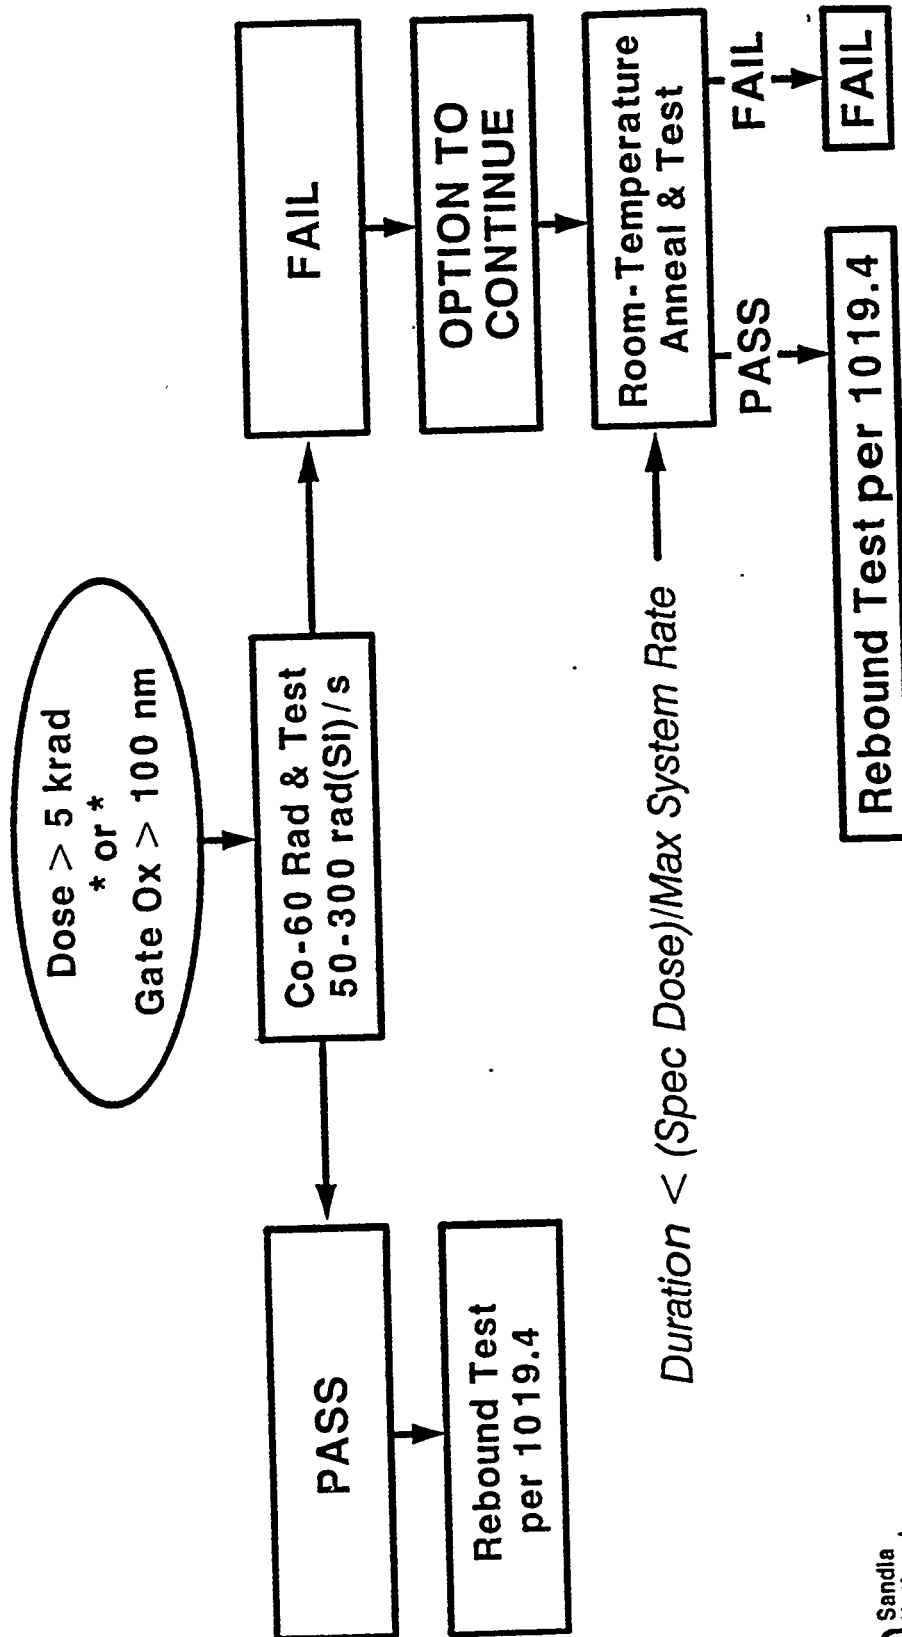 Dose > 5 krad
* or *
Gate Ox > 100 nm
Co-60 Rad & Test
50-300 rad(Si)/s
PASS
FAIL
Rebound Test
per 1019.4
OPTION TO
CONTINUE
Duration < (Spec Dose)/Max System Rate
Room-Temperature
Anneal & Test
PASS
FAIL
Rebound Test per 1019.4
FAIL
Sandia